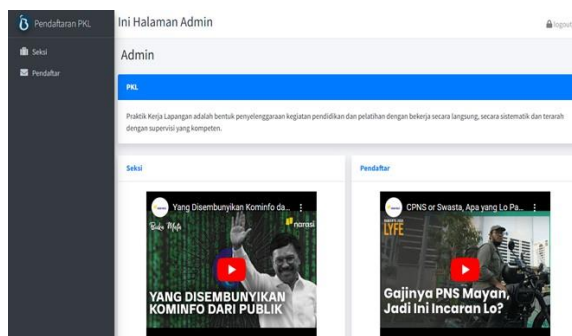 Pendaftaran PKL
Ini Halaman Admin
logout
Seksi
Pendaftar
Admin
PKL
Praktik Kerja Lapangan adalah bentuk penyelenggaraan kegiatan pendidikan dan pelatihan dengan bekerja secara langsung, secara sistematik dan terarah
dengan supervisi yang kompeten.
Seksi
Yang Disembunyikan Kominfo da...
Buka Mata
narasi
YANG DISEMBUNYIKAN
KOMINFO DARI PUBLIK
Pendaftar
CPNS or Swasta, Apa yang Lo Pa...
LYFE
Gajinya PNS Mayan,
Jadi Ini Incaran Lo?